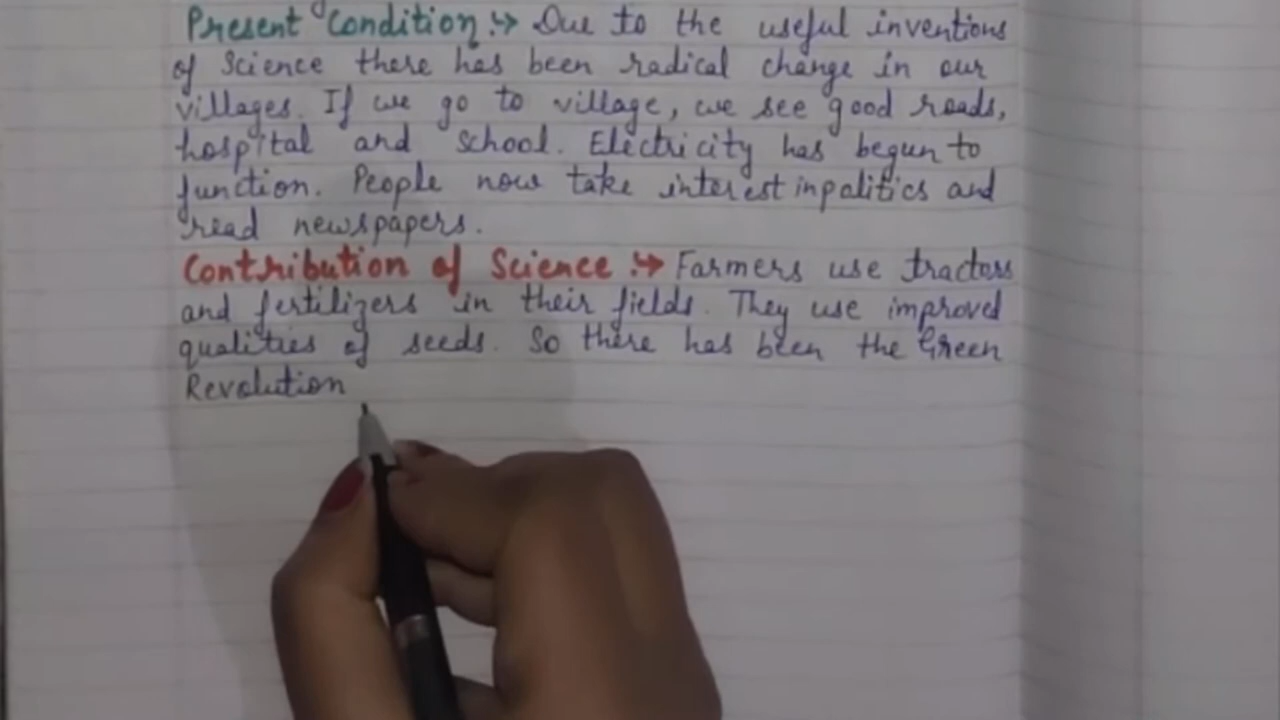 Present Condition :→ Due to the useful inventions
of Science there has been radical change in our
villages. If we go to village, we see good roads,
hospital and school. Electricity has begun to
function. People now take interest in palitics and
read newspapers.
Contribution of Science :→ Farmers use tractors
and fertilizers in their fields. They use improved
qualities of seeds. So there has been the Green
Revolution